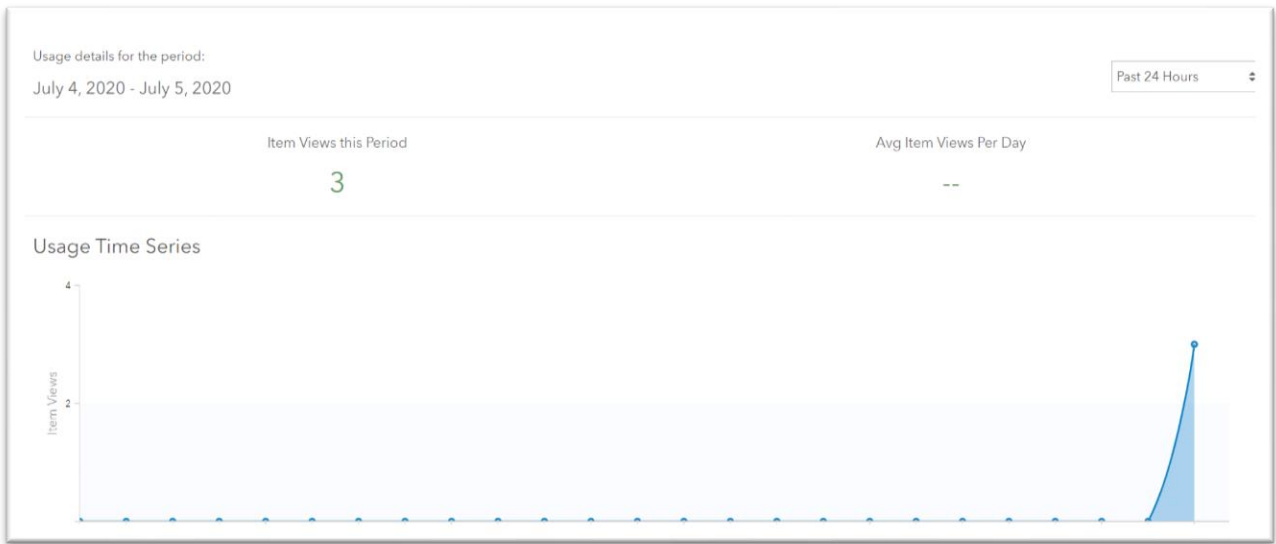 Usage details for the period:
July 4, 2020 - July 5, 2020
Past 24 Hours
Item Views this Period
Avg Item Views Per Day
3
--
Usage Time Series
4
2
Item Views